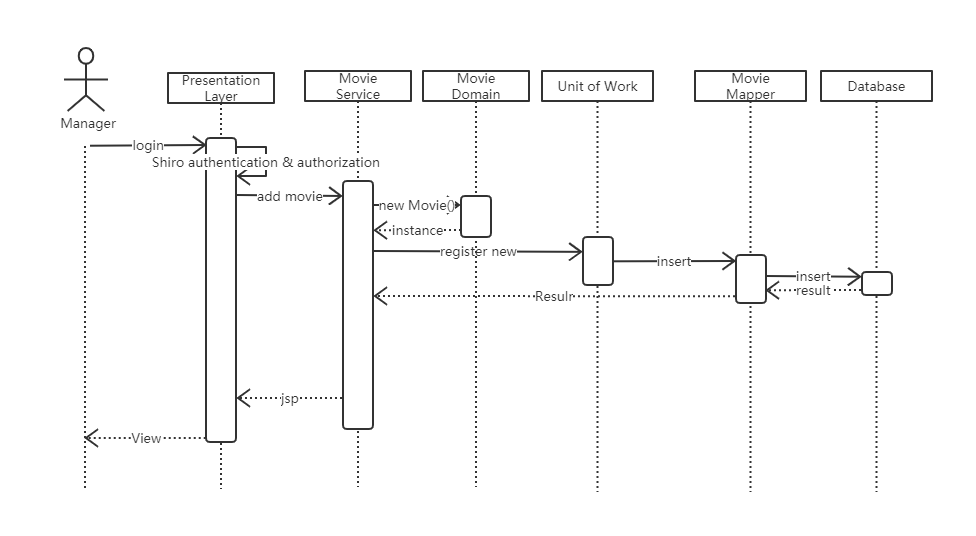 Presentation
Layer
Movie
Service
Movie
Domain
Unit of Work
Movie
Mapper
Database
Manager
login
Shiro authentication & authorization
add movie
new Movie()
instance
register new
insert
insert
result
Resulr
jsp
View